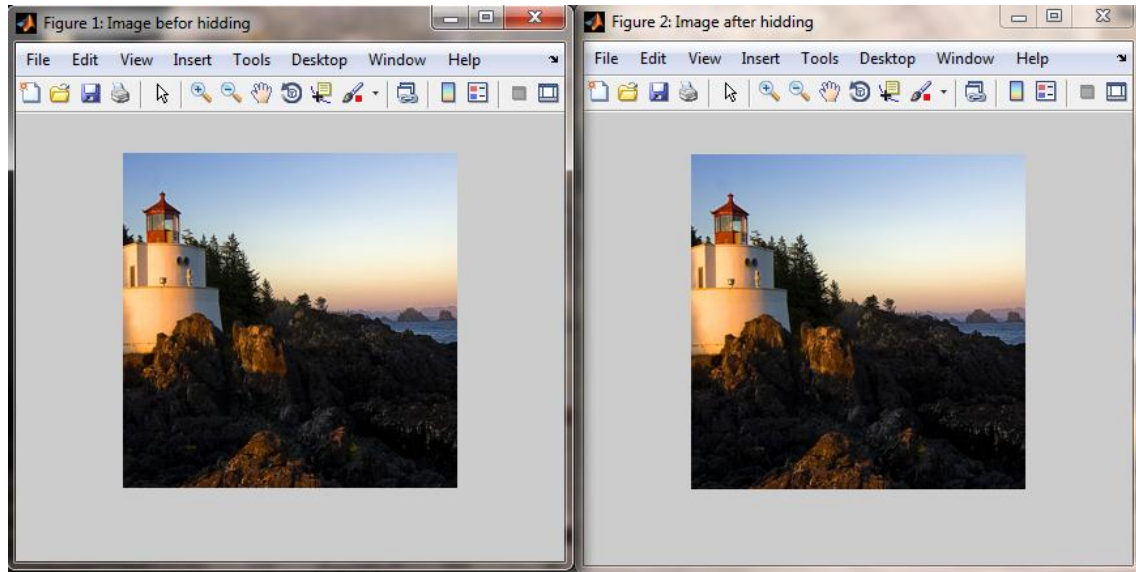 Figure 1: Image befor hidding
File Edit View Insert Tools Desktop Window Help
Figure 2: Image after hidding
File Edit View Insert Tools Desktop Window Help